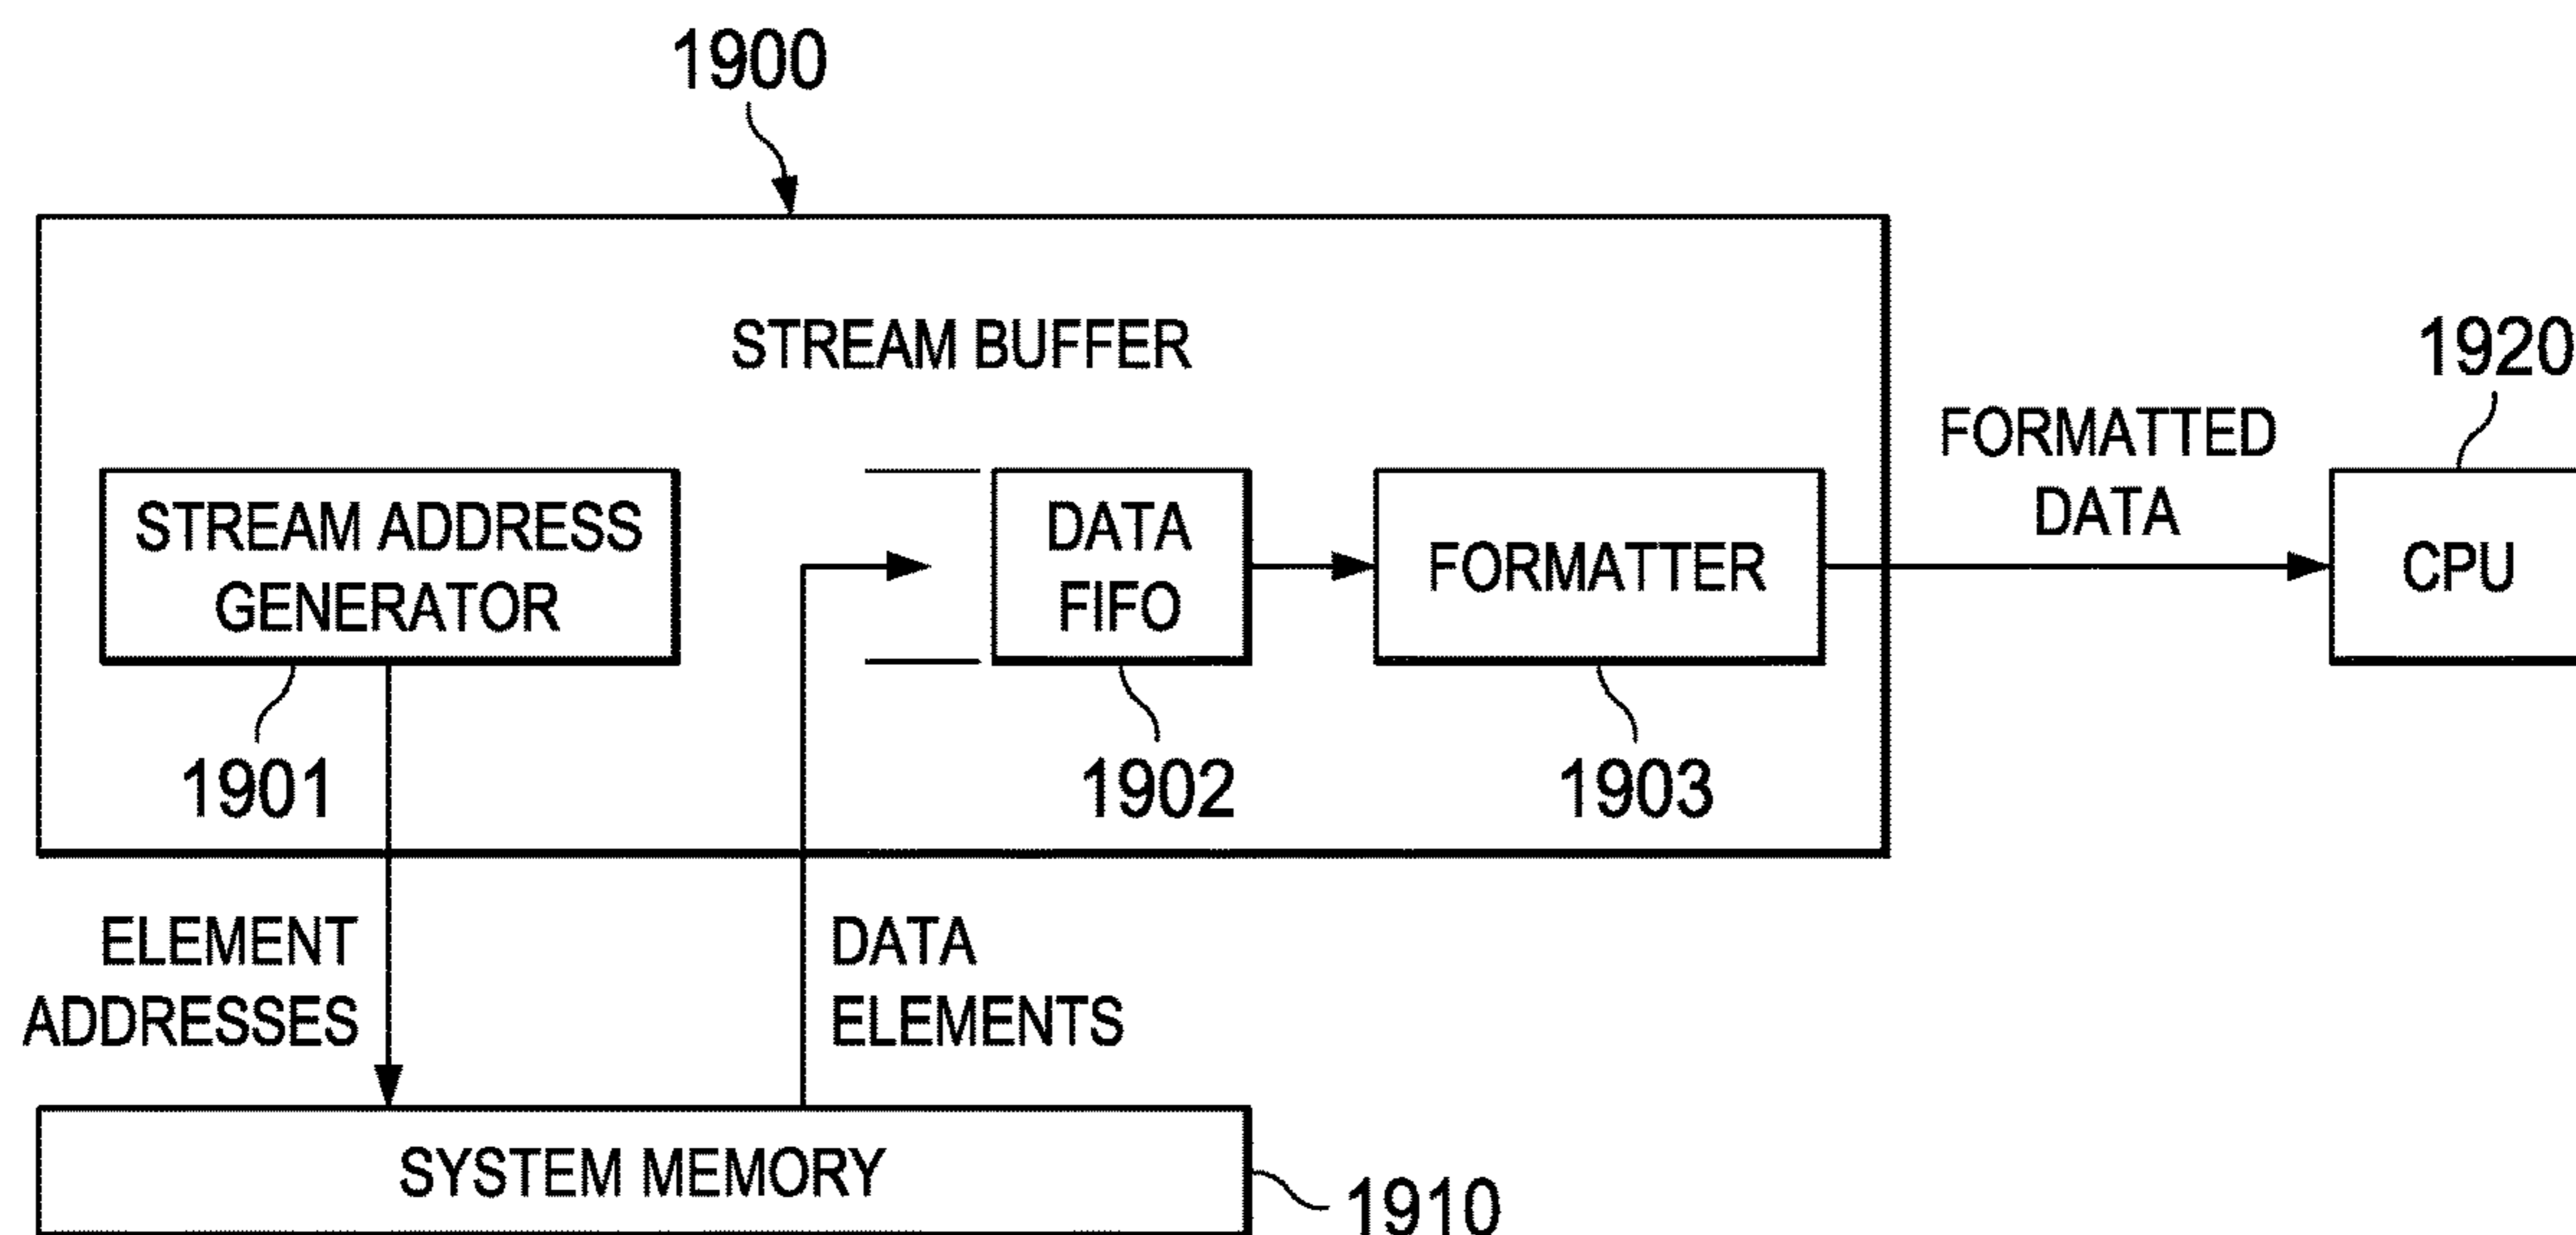 1900
STREAM BUFFER
1920
FORMATTED
DATA
STREAM ADDRESS
GENERATOR
DATA
FIFO
FORMATTER
CPU
1901
1902
1903
ELEMENT
ADDRESSES
DATA
ELEMENTS
SYSTEM MEMORY
1910